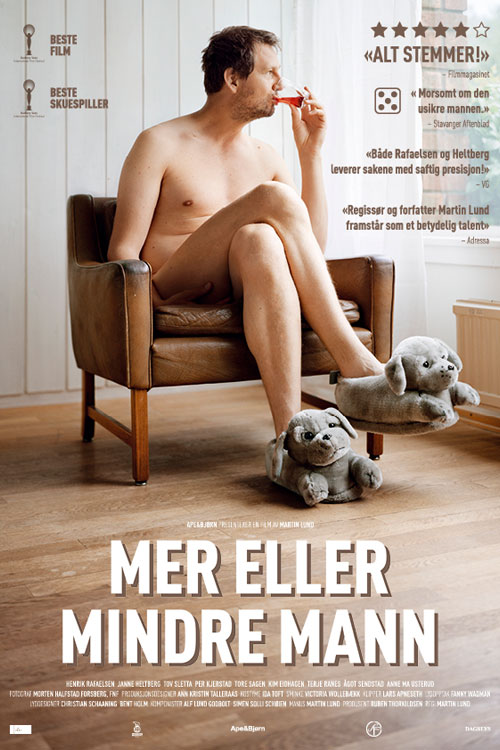 BESTE
FILM
BESTE
SKUESPILLER
«ALT STEMMER!»
– Filmmagasinet
« Morsomt om den
usikre mannen.»
– Stavanger Aftenblad
«Både Rafaelsen og Heltberg
leverer sakene med saftig presisjon!»
– VG
«Regissør og forfatter Martin Lund
framstår som et betydelig talent»
– Adressa
APE&BJØRN PRESENTERER EN FILM AV MARTIN LUND
MER ELLER
MINDRE MANN
HENRIK RAFAELSEN, JANNE HELTBERG, TOV SLETTA, PER KJERSTAD, TORE SAGEN, KIM EIDHAGEN, TERJE RANES, ÅGOT SENDSTAD, ANNE MA USTERUD
FOTOGRAF MORTEN HALFSTAD FORSBERG, FNF PRODUKSJONSDESIGNER ANN KRISTIN TALLERAAS KOSTYME IDA TOFT SMINKE VICTORIA WOLLEBÆKK KLIPPER LARS APNESETH FANNY WADMAN
LYDDESIGNER CHRISTIAN SCHAANNING, BENT HOLM KOMPONISTER ALF LUND GODBOLT, SIMEN SOLLI SCHØIEN MANUS MARTIN LUND PRODUSENT RUBEN THORKILDSEN REGI MARTIN LUND
Ape&Bjørn
SF
DAGBLAD